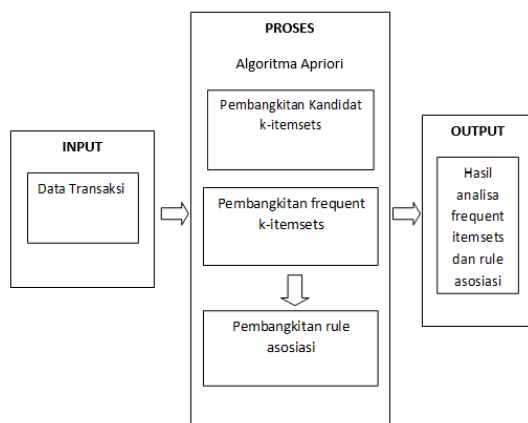 INPUT
Data Transaksi
PROSES
Algoritma Apriori
Pembangkitan Kandidat
k-itemsets
Pembangkitan frequent
k-itemsets
Pembangkitan rule
asosiasi
OUTPUT
Hasil
analisa
frequent
itemsets
dan rule
asosiasi